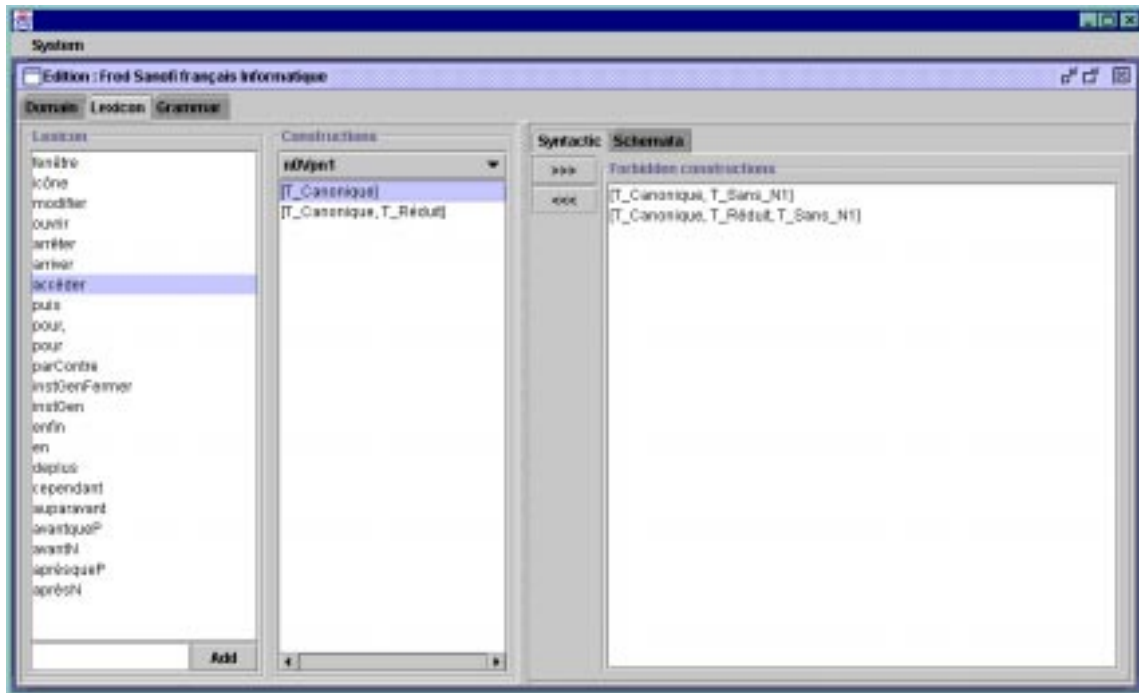 System
Edition : Fred Sanofi français Informatique
Domain Lexicon Grammar
Lexicon
fenêtre
icône
modifier
ouvrir
arrêter
arriver
accéder
puis
pour,
pour
parContre
instGenFermer
instGen
enfin
en
deplus
cependant
auparavant
avantqueP
avantN
aprèsqueP
aprèsN
Add
Constructions
n0Vpn1
[T_Canonique]
[T_Canonique, T_Réduit]
Syntactic Schemata
>>>
<<<
Forbidden constructions
[T_Canonique, T_Sans_N1]
[T_Canonique, T_Réduit, T_Sans_N1]